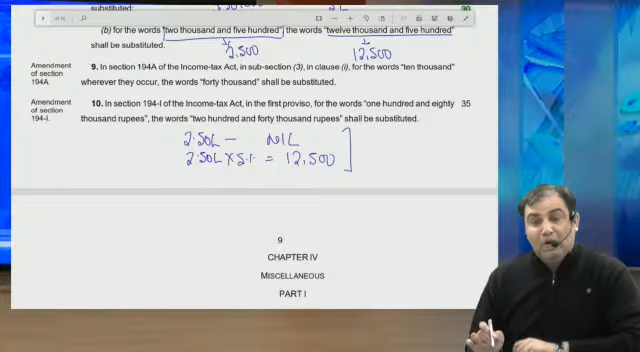 substituted.
30
(b) for the words "two thousand and five hundred", the words "twelve thousand and five hundred"
shall be substituted.
2,500
12,500
Amendment
of section
194A.
9. In section 194A of the Income-tax Act, in sub-section (3), in clause (i), for the words "ten thousand"
wherever they occur, the words "forty thousand" shall be substituted.
Amendment
of section
194-I.
10. In section 194-I of the Income-tax Act, in the first proviso, for the words "one hundred and eighty
35
thousand rupees", the words "two hundred and forty thousand rupees" shall be substituted.
2.50L — NIL
2.50L × 5% = 12,500
9
CHAPTER IV
MISCELLANEOUS
PART I